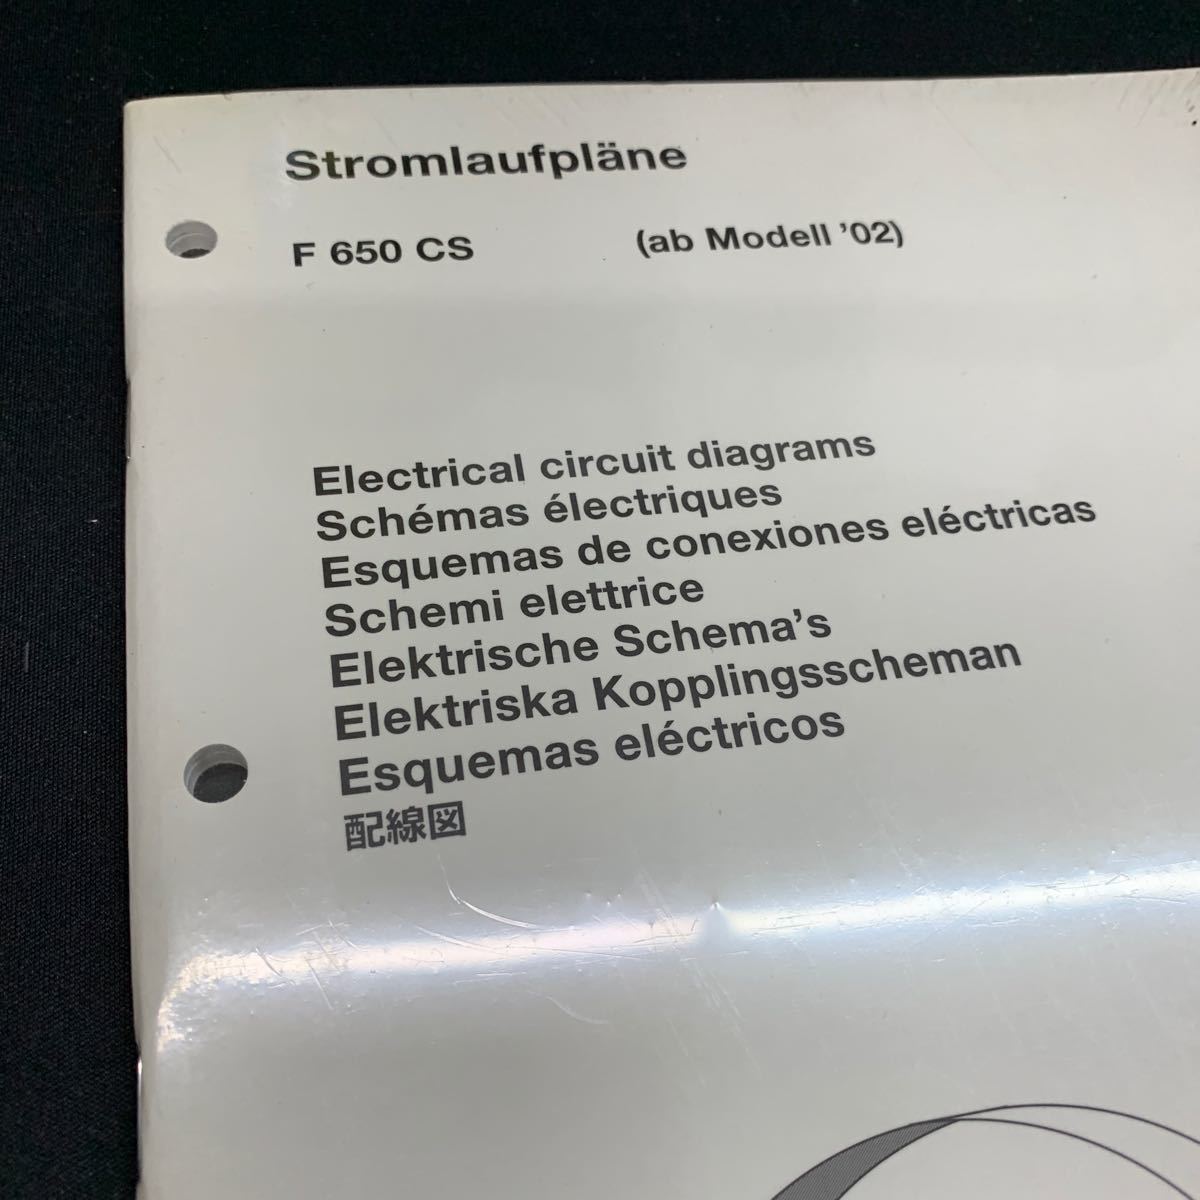 Stromlaufpläne
F 650 CS (ab Modell ’02)
Electrical circuit diagrams
Schémas électriques
Esquemas de conexiones eléctricas
Schemi elettrice
Elektrische Schema’s
Elektriska Kopplingsscheman
Esquemas eléctricos
配線図